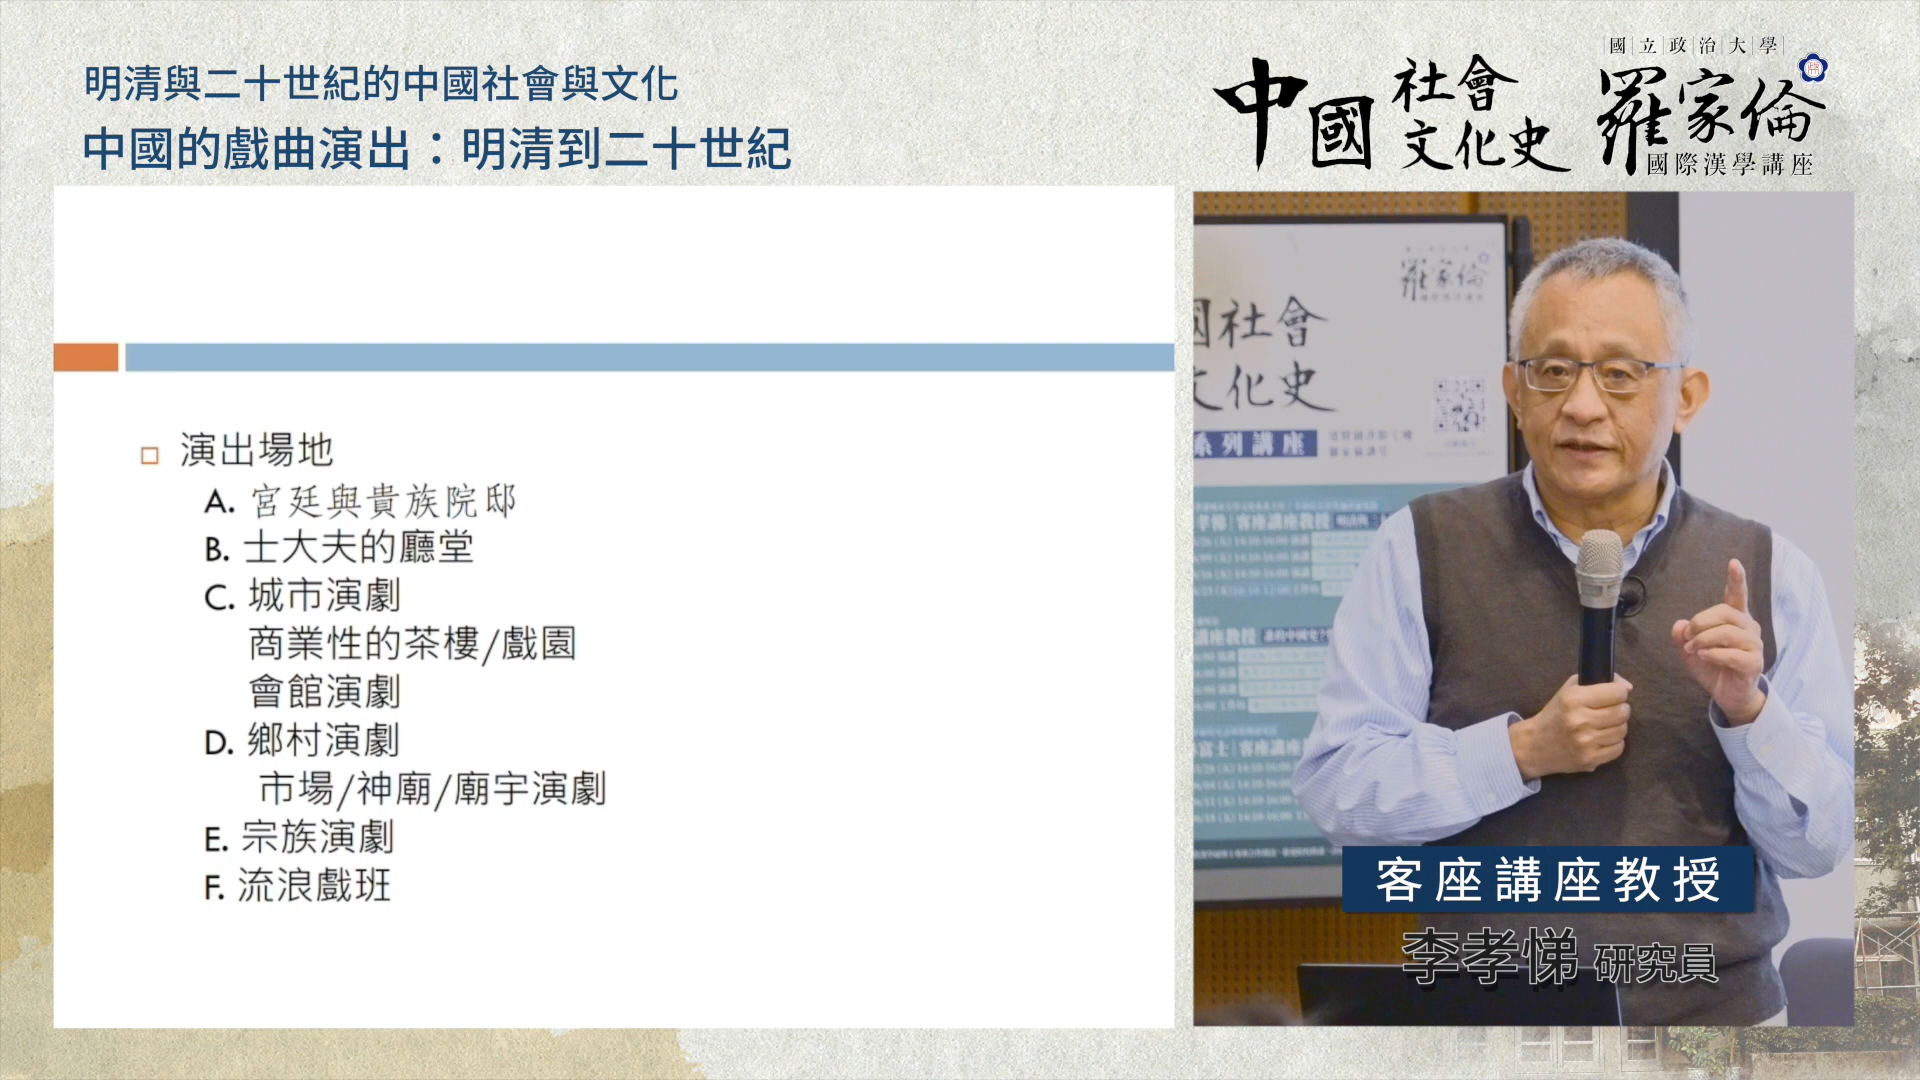 明清與二十世紀的中國社會與文化
中國的戲曲演出：明清到二十世紀
中國社會文化史
國立政治大學
羅家倫
國際漢學講座
演出場地
A. 宮廷與貴族院邸
B. 士大夫的廳堂
C. 城市演劇
商業性的茶樓/戲園
會館演劇
D. 鄉村演劇
市場/神廟/廟宇演劇
E. 宗族演劇
F. 流浪戲班
羅家倫
國社會
文化史
系列講座
客座講座教授
李孝悌 研究員